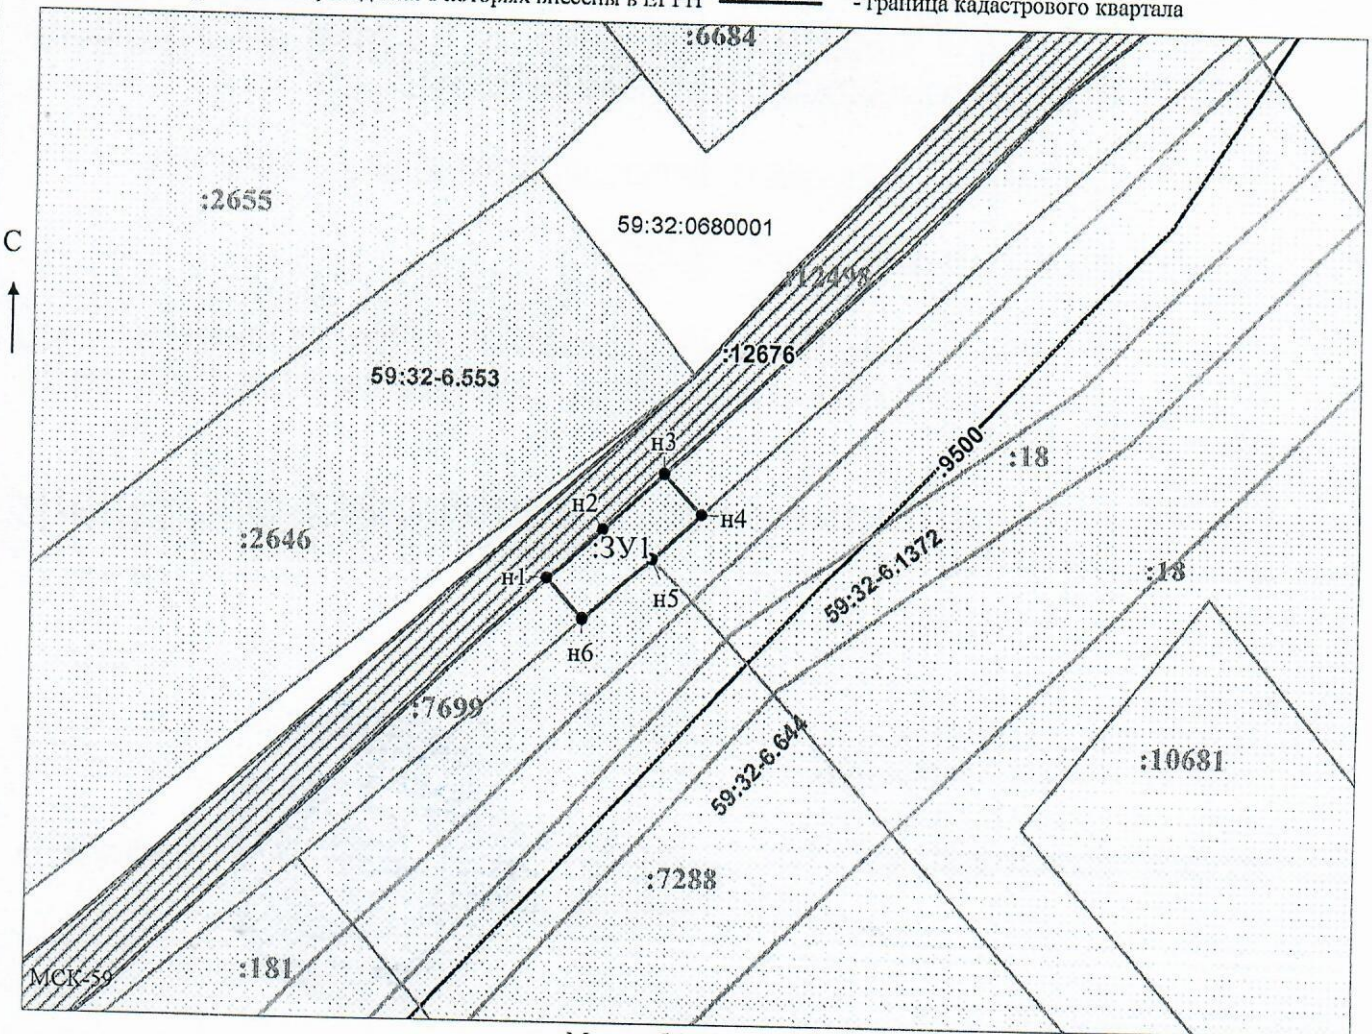 внесены в ЕГРН
- граница кадастрового квартала
:6684
:2655
59:32:0680001
С
:12498
:12676
59:32-6.553
н3
:9500
:18
н2
н4
:2646
:ЗУ1
59:32-6.1372
н1
:18
н5
н6
:7699
59:32-6.644
:10681
:7288
:181
МСК-59